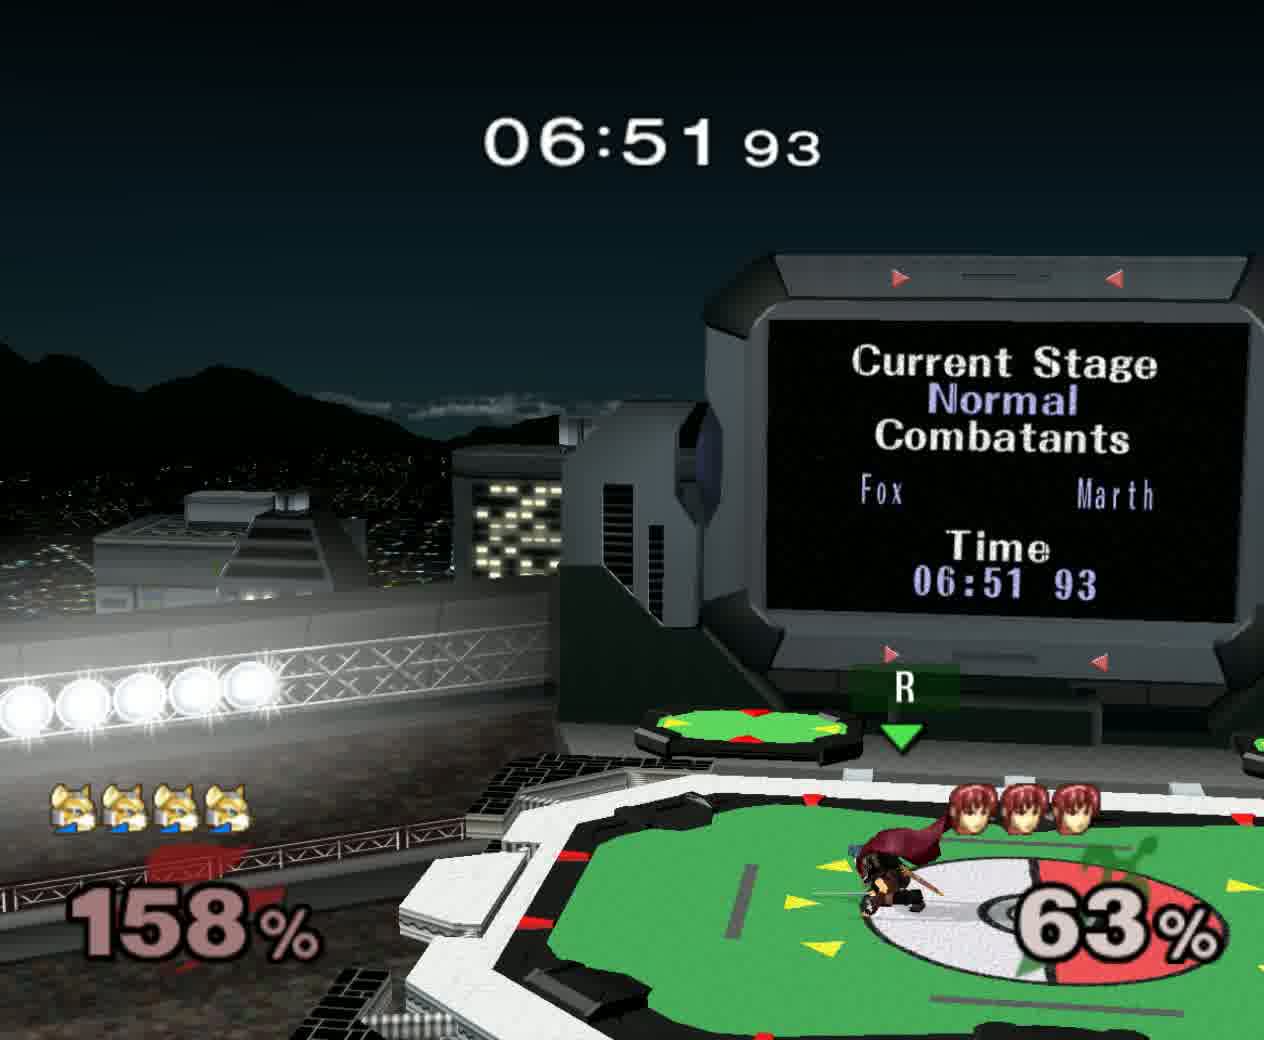 06:51 93
Current Stage
Normal
Combatants
Fox Marth
Time
06:51 93
R
158%
63%